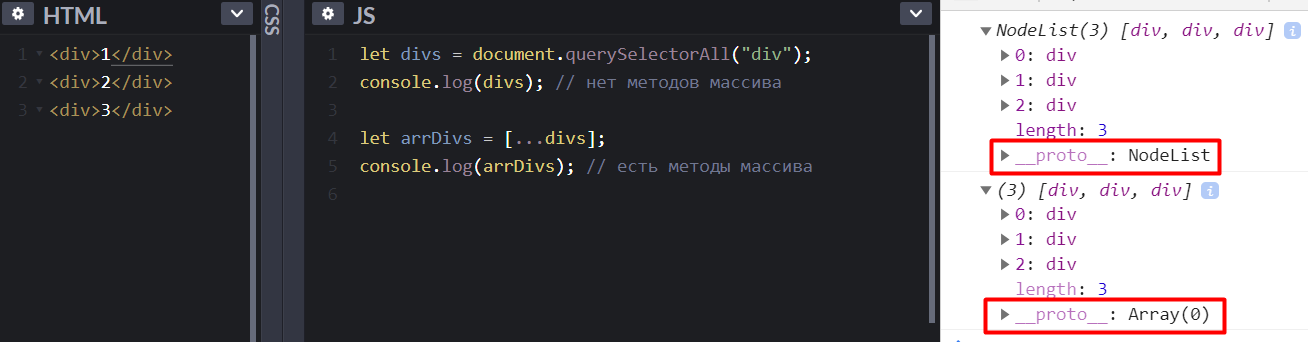 HTML
1 <div>1</div>
2 <div>2</div>
3 <div>3</div>
CSS
JS
1 let divs = document.querySelectorAll("div");
2 console.log(divs); // нет методов массива
3
4 let arrDivs = [...divs];
5 console.log(arrDivs); // есть методы массива
6
NodeList(3) [div, div, div] i
0: div
1: div
2: div
length: 3
__proto__: NodeList
(3) [div, div, div] i
0: div
1: div
2: div
length: 3
__proto__: Array(0)